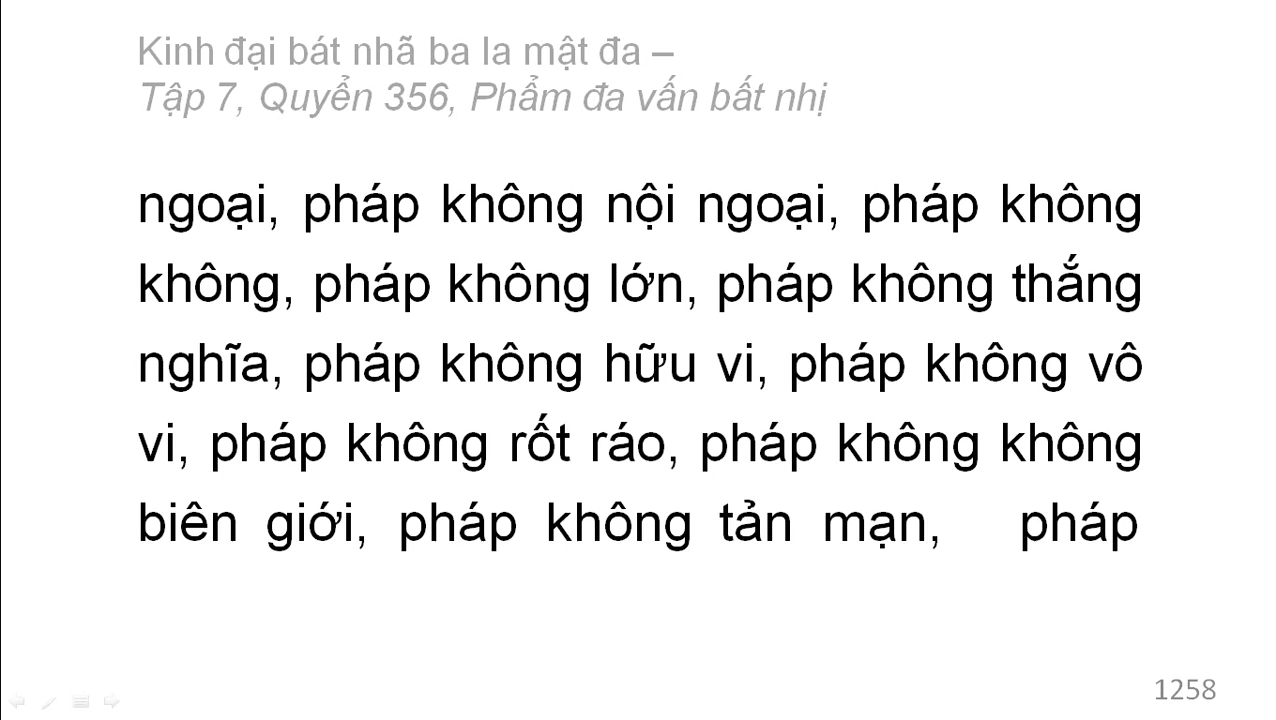 Kinh đại bát nhã ba la mật đa –
Tập 7, Quyển 356, Phẩm đa vấn bất nhị
ngoại, pháp không nội ngoại, pháp không
không, pháp không lớn, pháp không thắng
nghĩa, pháp không hữu vi, pháp không vô
vi, pháp không rốt ráo, pháp không không
biên giới, pháp không tản mạn, pháp
1258